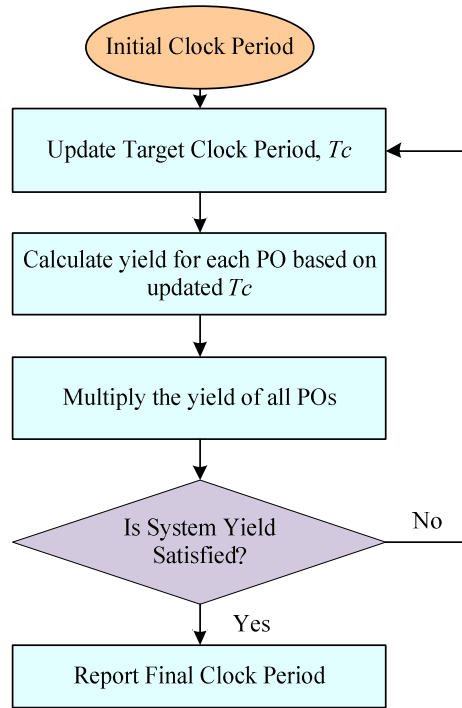 Initial Clock Period
Update Target Clock Period, Tc
Calculate yield for each PO based on
updated Tc
Multiply the yield of all POs
Is System Yield
Satisfied?
No
Yes
Report Final Clock Period